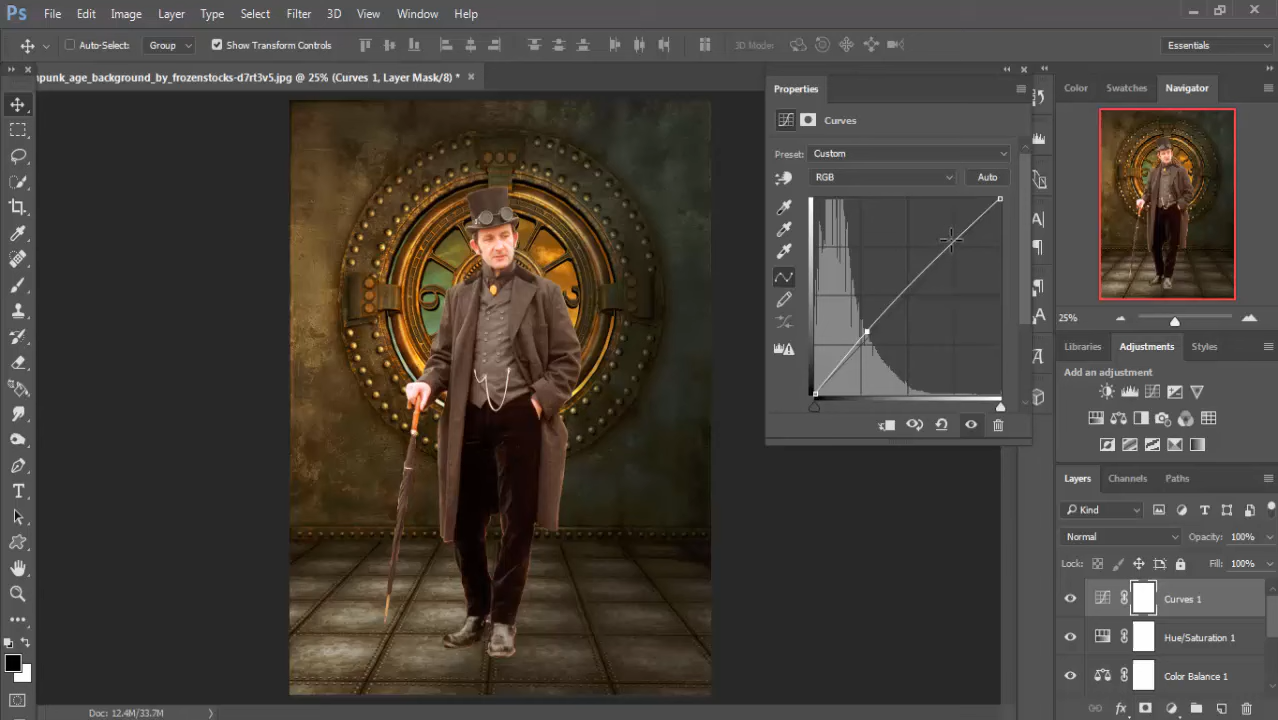 Ps File Edit Image Layer Type Select Filter 3D View Window Help
Auto-Select: Group Show Transform Controls 3D Mode: Essentials
npunk_age_background_by_frozenstocks-d7rt3v5.jpg @ 25% (Curves 1, Layer Mask/8) *
Properties
Color Swatches Navigator
Curves
Preset: Custom
RGB Auto
25%
Libraries Adjustments Styles
Add an adjustment
Layers Channels Paths
Kind
Normal Opacity: 100%
Lock: Fill: 100%
Curves 1
Hue/Saturation 1
Color Balance 1
fx
Doc: 12.4M/33.7M